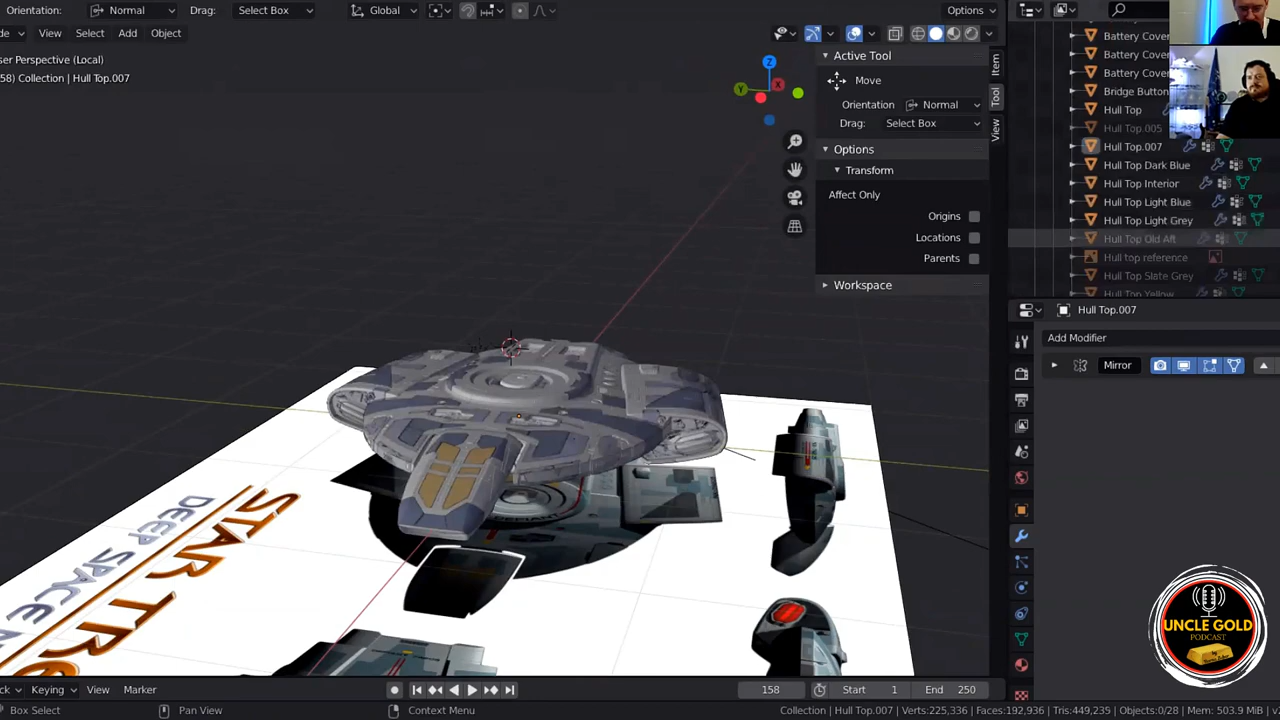 Orientation: Normal Drag: Select Box Global Options
View Select Add Object
ser Perspective (Local)
58) Collection | Hull Top.007
Z
Y
X
Active Tool
Move
Orientation Normal
Drag: Select Box
Options
Transform
Affect Only
Origins
Locations
Parents
Workspace
Item
Tool
View
Battery Cover
Battery Cover
Battery Cover
Bridge Button
Hull Top
Hull Top.005
Hull Top.007
Hull Top Dark Blue
Hull Top Interior
Hull Top Light Blue
Hull Top Light Grey
Hull Top Old Aft
Hull top reference
Hull Top Slate Grey
Hull Top Yellow
Hull Top.007
Add Modifier
Mirror
STAR TR
DEEP SPACE
UNCLE GOLD
PODCAST
Keying View Marker
158 Start 1 End 250
Box Select Pan View Context Menu
Collection | Hull Top.007 | Verts:225,336 | Faces:192,936 | Tris:449,235 | Objects:0/28 | Mem: 503.9 MiB